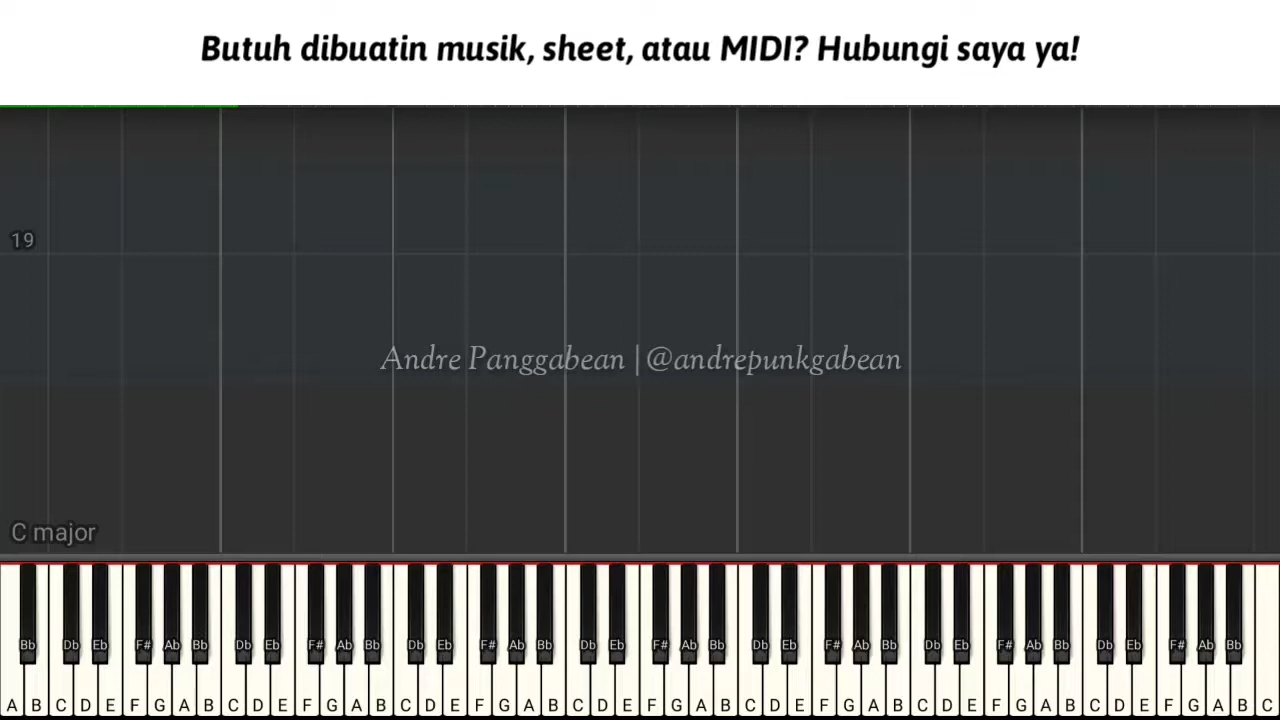 Butuh dibuatin musik, sheet, atau MIDI? Hubungi saya ya!
19
Andre Panggabean | @andrepunkgabean
C major
Bb Db Eb F# Ab Bb Db Eb F# Ab Bb Db Eb F# Ab Bb Db Eb F# Ab Bb Db Eb F# Ab Bb Db Eb F# Ab Bb Db Eb F# Ab Bb
A B C D E F G A B C D E F G A B C D E F G A B C D E F G A B C D E F G A B C D E F G A B C D E F G A B C